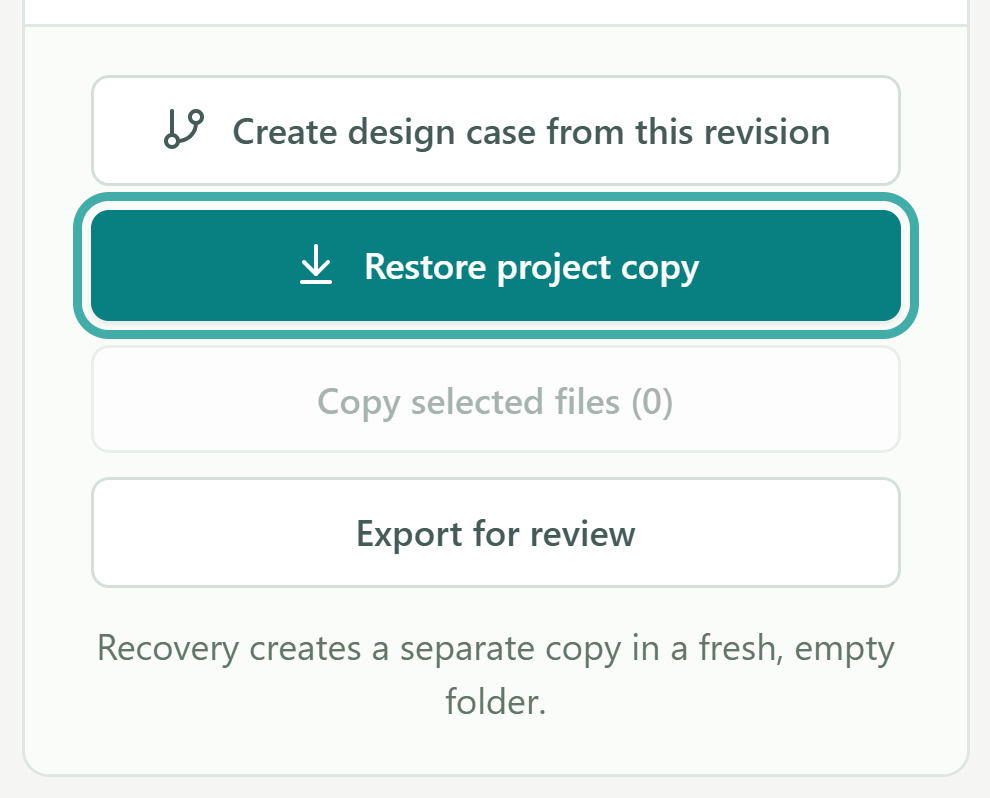 Create design case from this revision
Restore project copy
Copy selected files (0)
Export for review
Recovery creates a separate copy in a fresh, empty
folder.